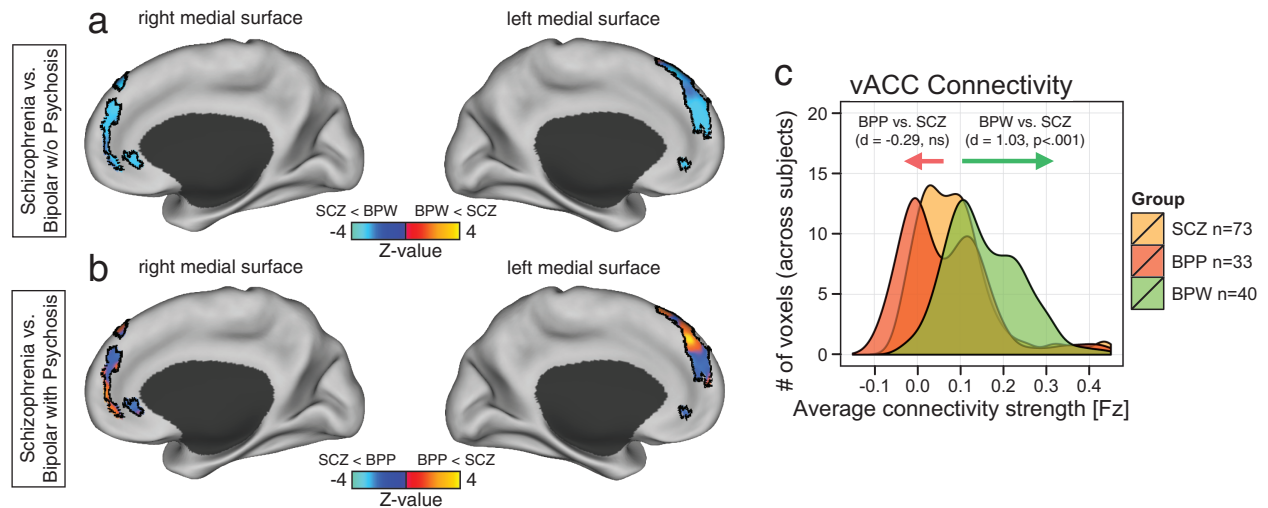 a
right medial surface
left medial surface
Schizophrenia vs.
Bipolar w/o Psychosis
SCZ < BPW
BPW < SCZ
-4
4
Z-value
b
right medial surface
left medial surface
Schizophrenia vs.
Bipolar with Psychosis
SCZ < BPP
BPP < SCZ
-4
4
Z-value
c
vACC Connectivity
BPP vs. SCZ
(d = -0.29, ns)
BPW vs. SCZ
(d = 1.03, p<.001)
20
15
10
5
0
-0.1
0.0
0.1
0.2
0.3
0.4
# of voxels (across subjects)
Average connectivity strength [Fz]
Group
SCZ n=73
BPP n=33
BPW n=40